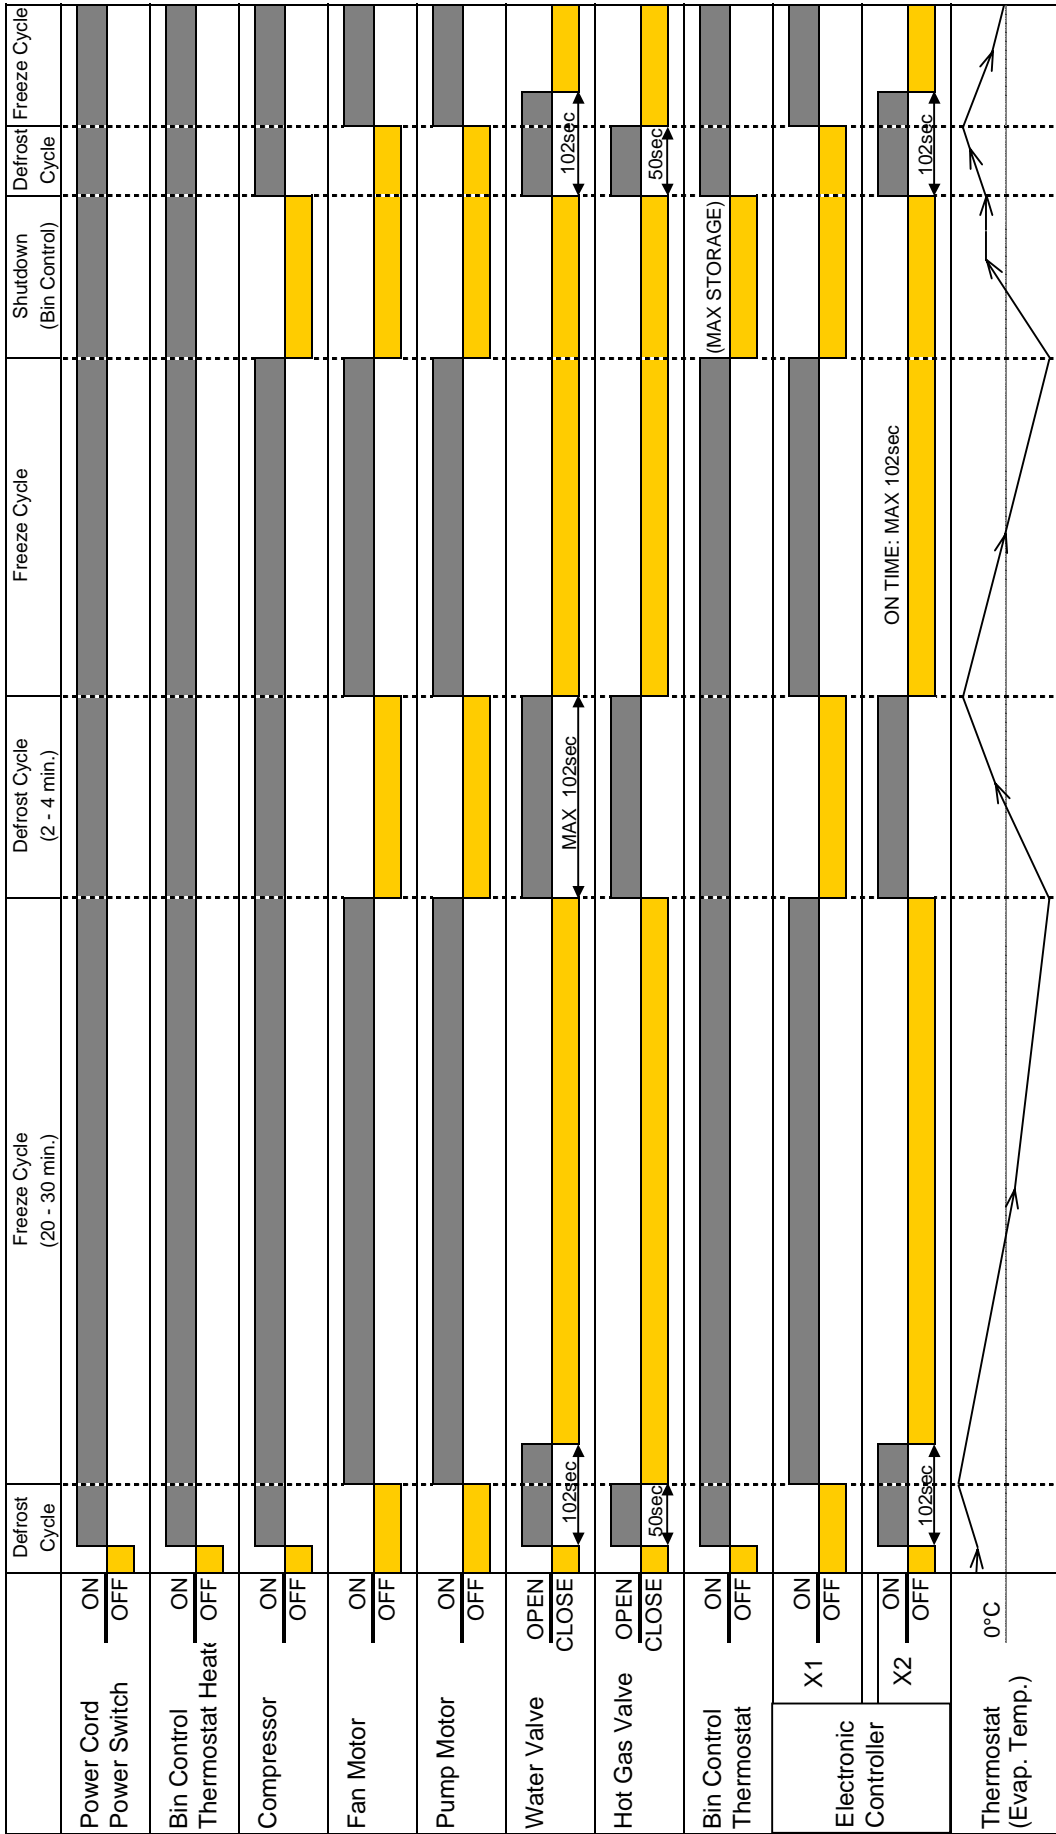 Defrost
Cycle
Freeze Cycle
(20 - 30 min.)
Defrost Cycle
(2 - 4 min.)
Freeze Cycle
Shutdown
(Bin Control)
Defrost
Cycle
Freeze Cycle
Power Cord
Power Switch
ON
OFF
Bin Control
Thermostat Heate
ON
OFF
Compressor
ON
OFF
Fan Motor
ON
OFF
Pump Motor
ON
OFF
Water Valve
OPEN
CLOSE
102sec
MAX 102sec
102sec
Hot Gas Valve
OPEN
CLOSE
50sec
50sec
Bin Control
Thermostat
ON
OFF
(MAX STORAGE)
Electronic
Controller
X1
ON
OFF
X2
ON
OFF
102sec
ON TIME: MAX 102sec
102sec
Thermostat
(Evap. Temp.)
0°C